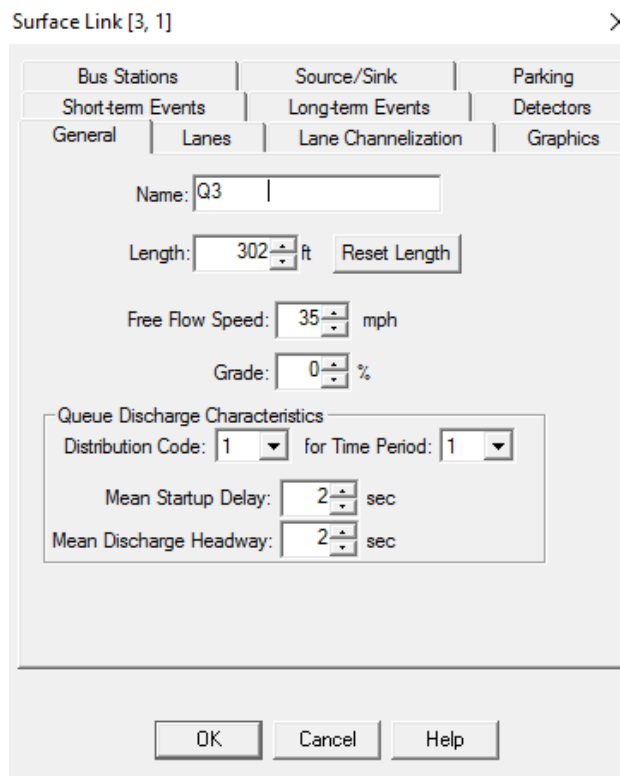 Surface Link [3, 1]
Bus Stations Source/Sink Parking
Short-term Events Long-term Events Detectors
General Lanes Lane Channelization Graphics
Name: Q3
Length: 302 ft Reset Length
Free Flow Speed: 35 mph
Grade: 0 %
Queue Discharge Characteristics
Distribution Code: 1 for Time Period: 1
Mean Startup Delay: 2 sec
Mean Discharge Headway: 2 sec
OK Cancel Help